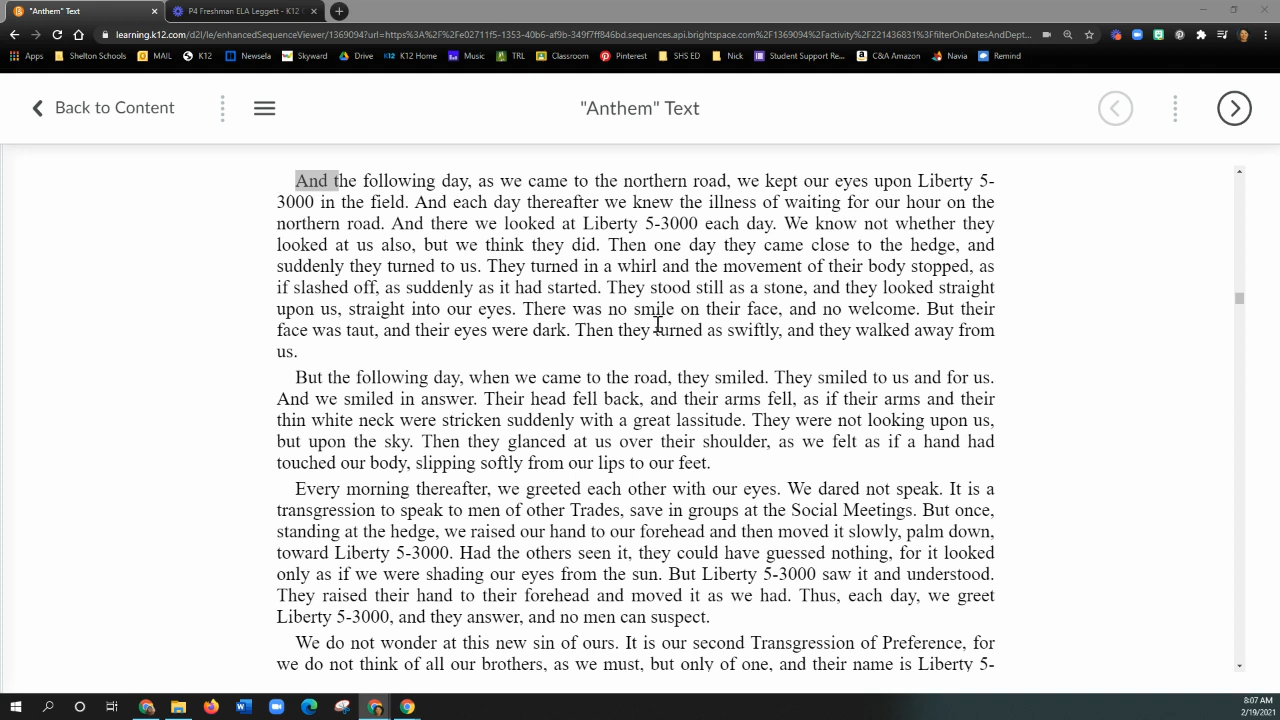 "Anthem" Text
P4 Freshman ELA Leggett - K12
learning.k12.com/d2l/le/enhancedSequenceViewer/1369094?url=https%3A%2F%2Fe02711f5-1353-40b6-af9b-349f7ff846bd.sequences.api.brightspace.com%2F1369094%2Factivity%2F221436831%3FfilterOnDatesAndDept...
Apps Shelton Schools MAIL K12 Newsela Skyward Drive K12 Home Music TRL Classroom Pinterest SHS ED Nick Student Support Re... C&A Amazon Navia Remind
Back to Content
"Anthem" Text
And the following day, as we came to the northern road, we kept our eyes upon Liberty 5-
3000 in the field. And each day thereafter we knew the illness of waiting for our hour on the
northern road. And there we looked at Liberty 5-3000 each day. We know not whether they
looked at us also, but we think they did. Then one day they came close to the hedge, and
suddenly they turned to us. They turned in a whirl and the movement of their body stopped, as
if slashed off, as suddenly as it had started. They stood still as a stone, and they looked straight
upon us, straight into our eyes. There was no smile on their face, and no welcome. But their
face was taut, and their eyes were dark. Then they turned as swiftly, and they walked away from
us.
But the following day, when we came to the road, they smiled. They smiled to us and for us.
And we smiled in answer. Their head fell back, and their arms fell, as if their arms and their
thin white neck were stricken suddenly with a great lassitude. They were not looking upon us,
but upon the sky. Then they glanced at us over their shoulder, as we felt as if a hand had
touched our body, slipping softly from our lips to our feet.
Every morning thereafter, we greeted each other with our eyes. We dared not speak. It is a
transgression to speak to men of other Trades, save in groups at the Social Meetings. But once,
standing at the hedge, we raised our hand to our forehead and then moved it slowly, palm down,
toward Liberty 5-3000. Had the others seen it, they could have guessed nothing, for it looked
only as if we were shading our eyes from the sun. But Liberty 5-3000 saw it and understood.
They raised their hand to their forehead and moved it as we had. Thus, each day, we greet
Liberty 5-3000, and they answer, and no men can suspect.
We do not wonder at this new sin of ours. It is our second Transgression of Preference, for
we do not think of all our brothers, as we must, but only of one, and their name is Liberty 5-
8:07 AM
2/19/2021